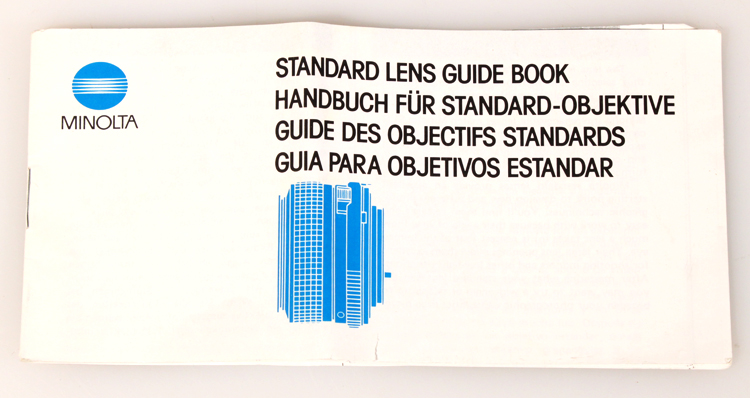 MINOLTA
STANDARD LENS GUIDE BOOK
HANDBUCH FÜR STANDARD-OBJEKTIVE
GUIDE DES OBJECTIFS STANDARDS
GUIA PARA OBJETIVOS ESTANDAR